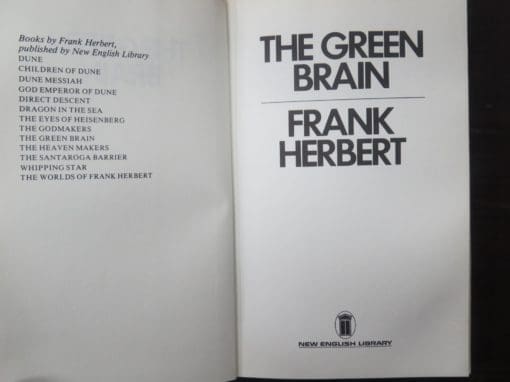 Books by Frank Herbert,
published by New English Library
DUNE
CHILDREN OF DUNE
DUNE MESSIAH
GOD EMPEROR OF DUNE
DIRECT DESCENT
DRAGON IN THE SEA
THE EYES OF HEISENBERG
THE GODMAKERS
THE GREEN BRAIN
THE HEAVEN MAKERS
THE SANTAROGA BARRIER
WHIPPING STAR
THE WORLDS OF FRANK HERBERT
THE GREEN
BRAIN
FRANK
HERBERT
NEW ENGLISH LIBRARY